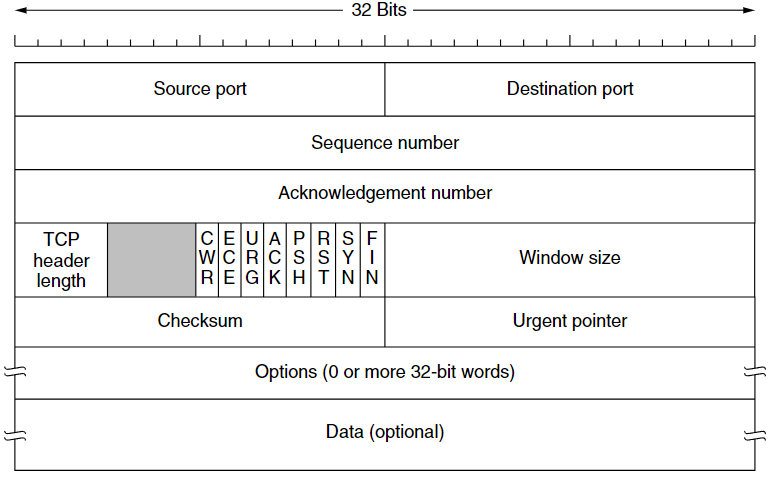 32 Bits
Source port
Destination port
Sequence number
Acknowledgement number
TCP
header
length
CWR
ECE
URG
ACK
PSH
RST
SYN
FIN
Window size
Checksum
Urgent pointer
Options (0 or more 32-bit words)
Data (optional)